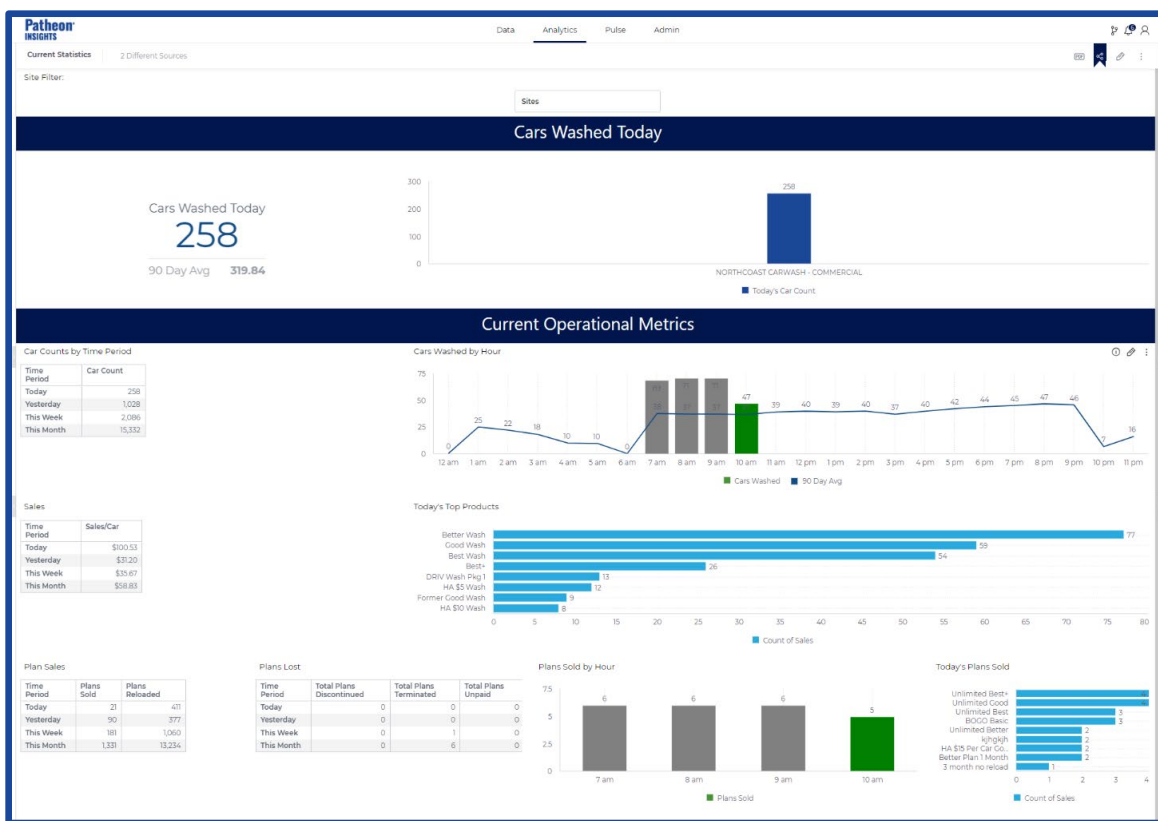 Patheon
INSIGHTS
Data Analytics Pulse Admin
Current Statistics 2 Different Sources
PDF
Site Filter:
Sites
Cars Washed Today
Cars Washed Today
258
90 Day Avg 319.84
300
200
100
0
258
NORTHCOAST CARWASH - COMMERCIAL
Today's Car Count
Current Operational Metrics
Car Counts by Time Period
Time Period Car Count
Today 258
Yesterday 1,028
This Week 2,086
This Month 15,332
Cars Washed by Hour
75
50
25
0
0 25 22 18 10 10 0 47 39 40 39 40 37 40 42 44 45 47 46 7 16
12 am 1 am 2 am 3 am 4 am 5 am 6 am 7 am 8 am 9 am 10 am 11 am 12 pm 1 pm 2 pm 3 pm 4 pm 5 pm 6 pm 7 pm 8 pm 9 pm 10 pm 11 pm
Cars Washed 90 Day Avg
Sales
Time Period Sales/Car
Today $100.53
Yesterday $31.20
This Week $35.67
This Month $58.83
Today's Top Products
Better Wash 77
Good Wash 59
Best Wash 54
Best+ 26
DRIV Wash Pkg 1 13
HA $5 Wash 12
Former Good Wash 9
HA $10 Wash 8
0 5 10 15 20 25 30 35 40 45 50 55 60 65 70 75 80
Count of Sales
Plan Sales
Time Period Plans Sold Plans Reloaded
Today 21 411
Yesterday 90 377
This Week 181 1,060
This Month 1,331 13,234
Plans Lost
Time Period Total Plans Discontinued Total Plans Terminated Total Plans Unpaid
Today 0 0 0
Yesterday 0 0 0
This Week 0 1 0
This Month 0 6 0
Plans Sold by Hour
7.5
5
2.5
0
6 6 6 5
7 am 8 am 9 am 10 am
Plans Sold
Today's Plans Sold
Unlimited Best+ 4
Unlimited Good 4
Unlimited Best 3
BOGO Basic 3
Unlimited Better 2
kjhgkjh 2
HA $15 Per Car Go... 2
Better Plan 1 Month 2
3 month no reload 1
0 1 2 3 4
Count of Sales